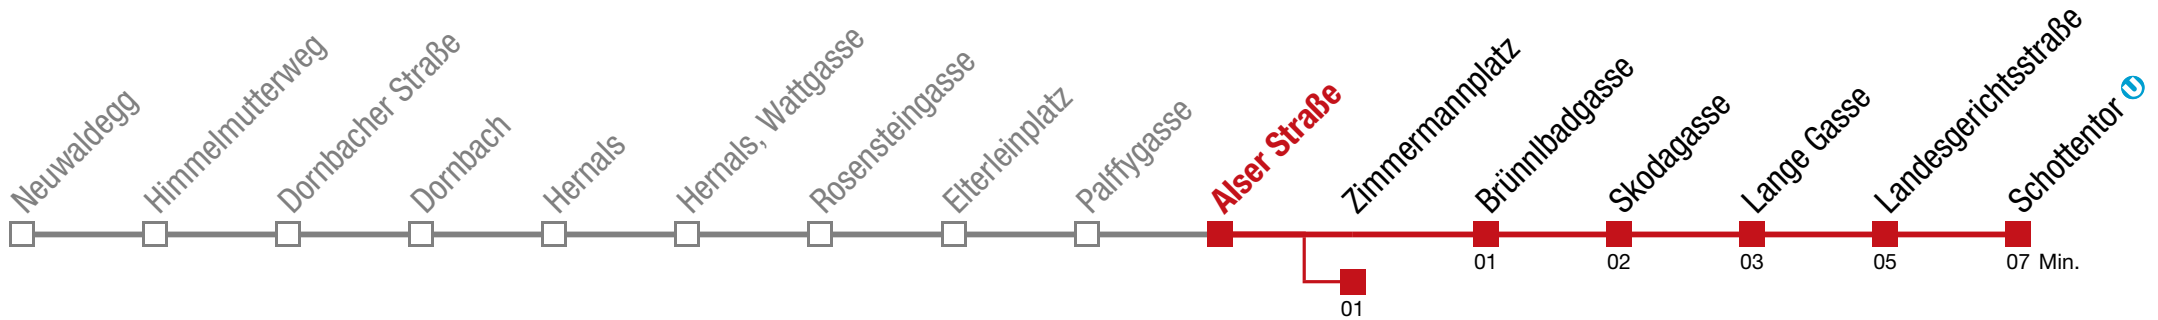 Neuwaldegg
Himmelmutterweg
Dornbacher Straße
Dornbach
Hernals
Hernals, Wattgasse
Rosensteingasse
Elterleinplatz
Palffygasse
Alser Straße
Zimmermannplatz
Brünnlbadgasse
Skodagasse
Lange Gasse
Landesgerichtsstraße
Schottentor U
01 02 03 05 07 Min.
01